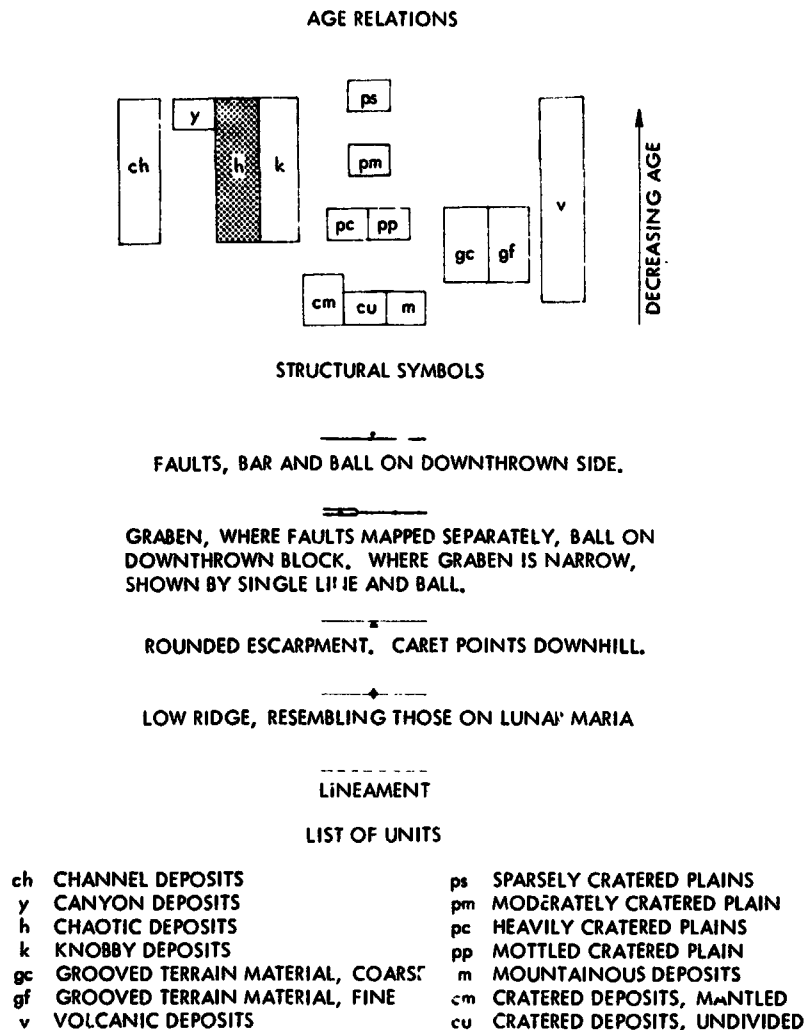 AGE RELATIONS
ps
y
ch
h
k
pm
v
pc
pp
gc
gf
cm
cu
m
DECREASING AGE
STRUCTURAL SYMBOLS
FAULTS, BAR AND BALL ON DOWNTHROWN SIDE.
GRABEN, WHERE FAULTS MAPPED SEPARATELY, BALL ON
DOWNTHROWN BLOCK. WHERE GRABEN IS NARROW,
SHOWN BY SINGLE LINE AND BALL.
ROUNDED ESCARPMENT. CARET POINTS DOWNHILL.
LOW RIDGE, RESEMBLING THOSE ON LUNAR MARIA
LINEAMENT
LIST OF UNITS
ch CHANNEL DEPOSITS
y CANYON DEPOSITS
h CHAOTIC DEPOSITS
k KNOBBY DEPOSITS
gc GROOVED TERRAIN MATERIAL, COARSE
gf GROOVED TERRAIN MATERIAL, FINE
v VOLCANIC DEPOSITS
ps SPARSELY CRATERED PLAINS
pm MODERATELY CRATERED PLAIN
pc HEAVILY CRATERED PLAINS
pp MOTTLED CRATERED PLAIN
m MOUNTAINOUS DEPOSITS
cm CRATERED DEPOSITS, MANTLED
cu CRATERED DEPOSITS, UNDIVIDED